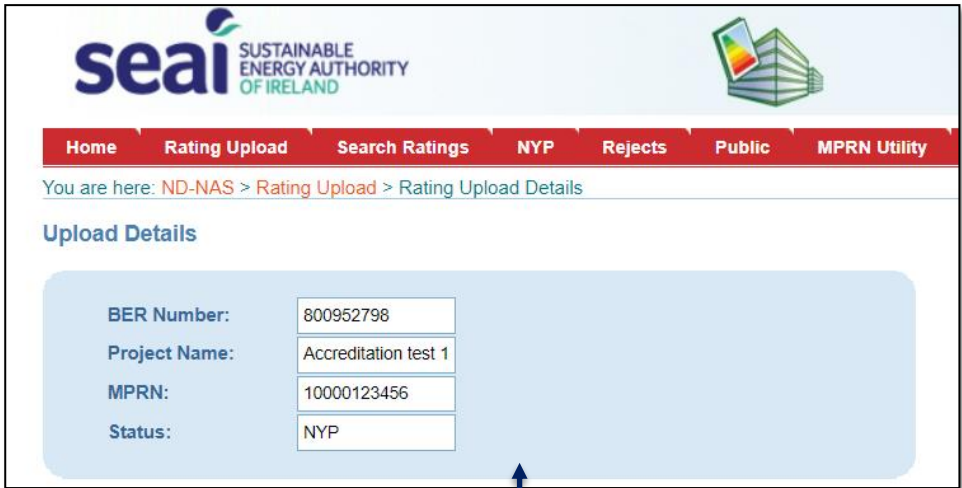 seai SUSTAINABLE
ENERGY AUTHORITY
OF IRELAND
Home Rating Upload Search Ratings NYP Rejects Public MPRN Utility
You are here: ND-NAS > Rating Upload > Rating Upload Details
Upload Details
BER Number: 800952798
Project Name: Accreditation test 1
MPRN: 10000123456
Status: NYP